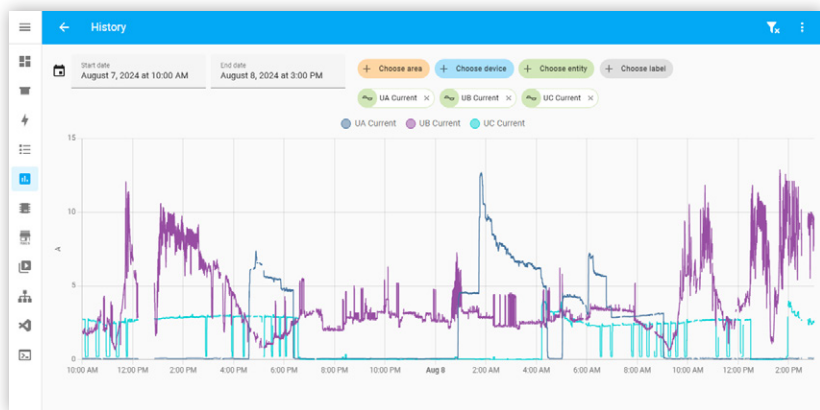 History
Start date
August 7, 2024 at 10:00 AM
End date
August 8, 2024 at 3:00 PM
+ Choose area
+ Choose device
+ Choose entity
+ Choose label
UA Current ×
UB Current ×
UC Current ×
UA Current UB Current UC Current
15
10
5
0
A
10:00 AM 12:00 PM 2:00 PM 4:00 PM 6:00 PM 8:00 PM 10:00 PM Aug 8 2:00 AM 4:00 AM 6:00 AM 8:00 AM 10:00 AM 12:00 PM 2:00 PM